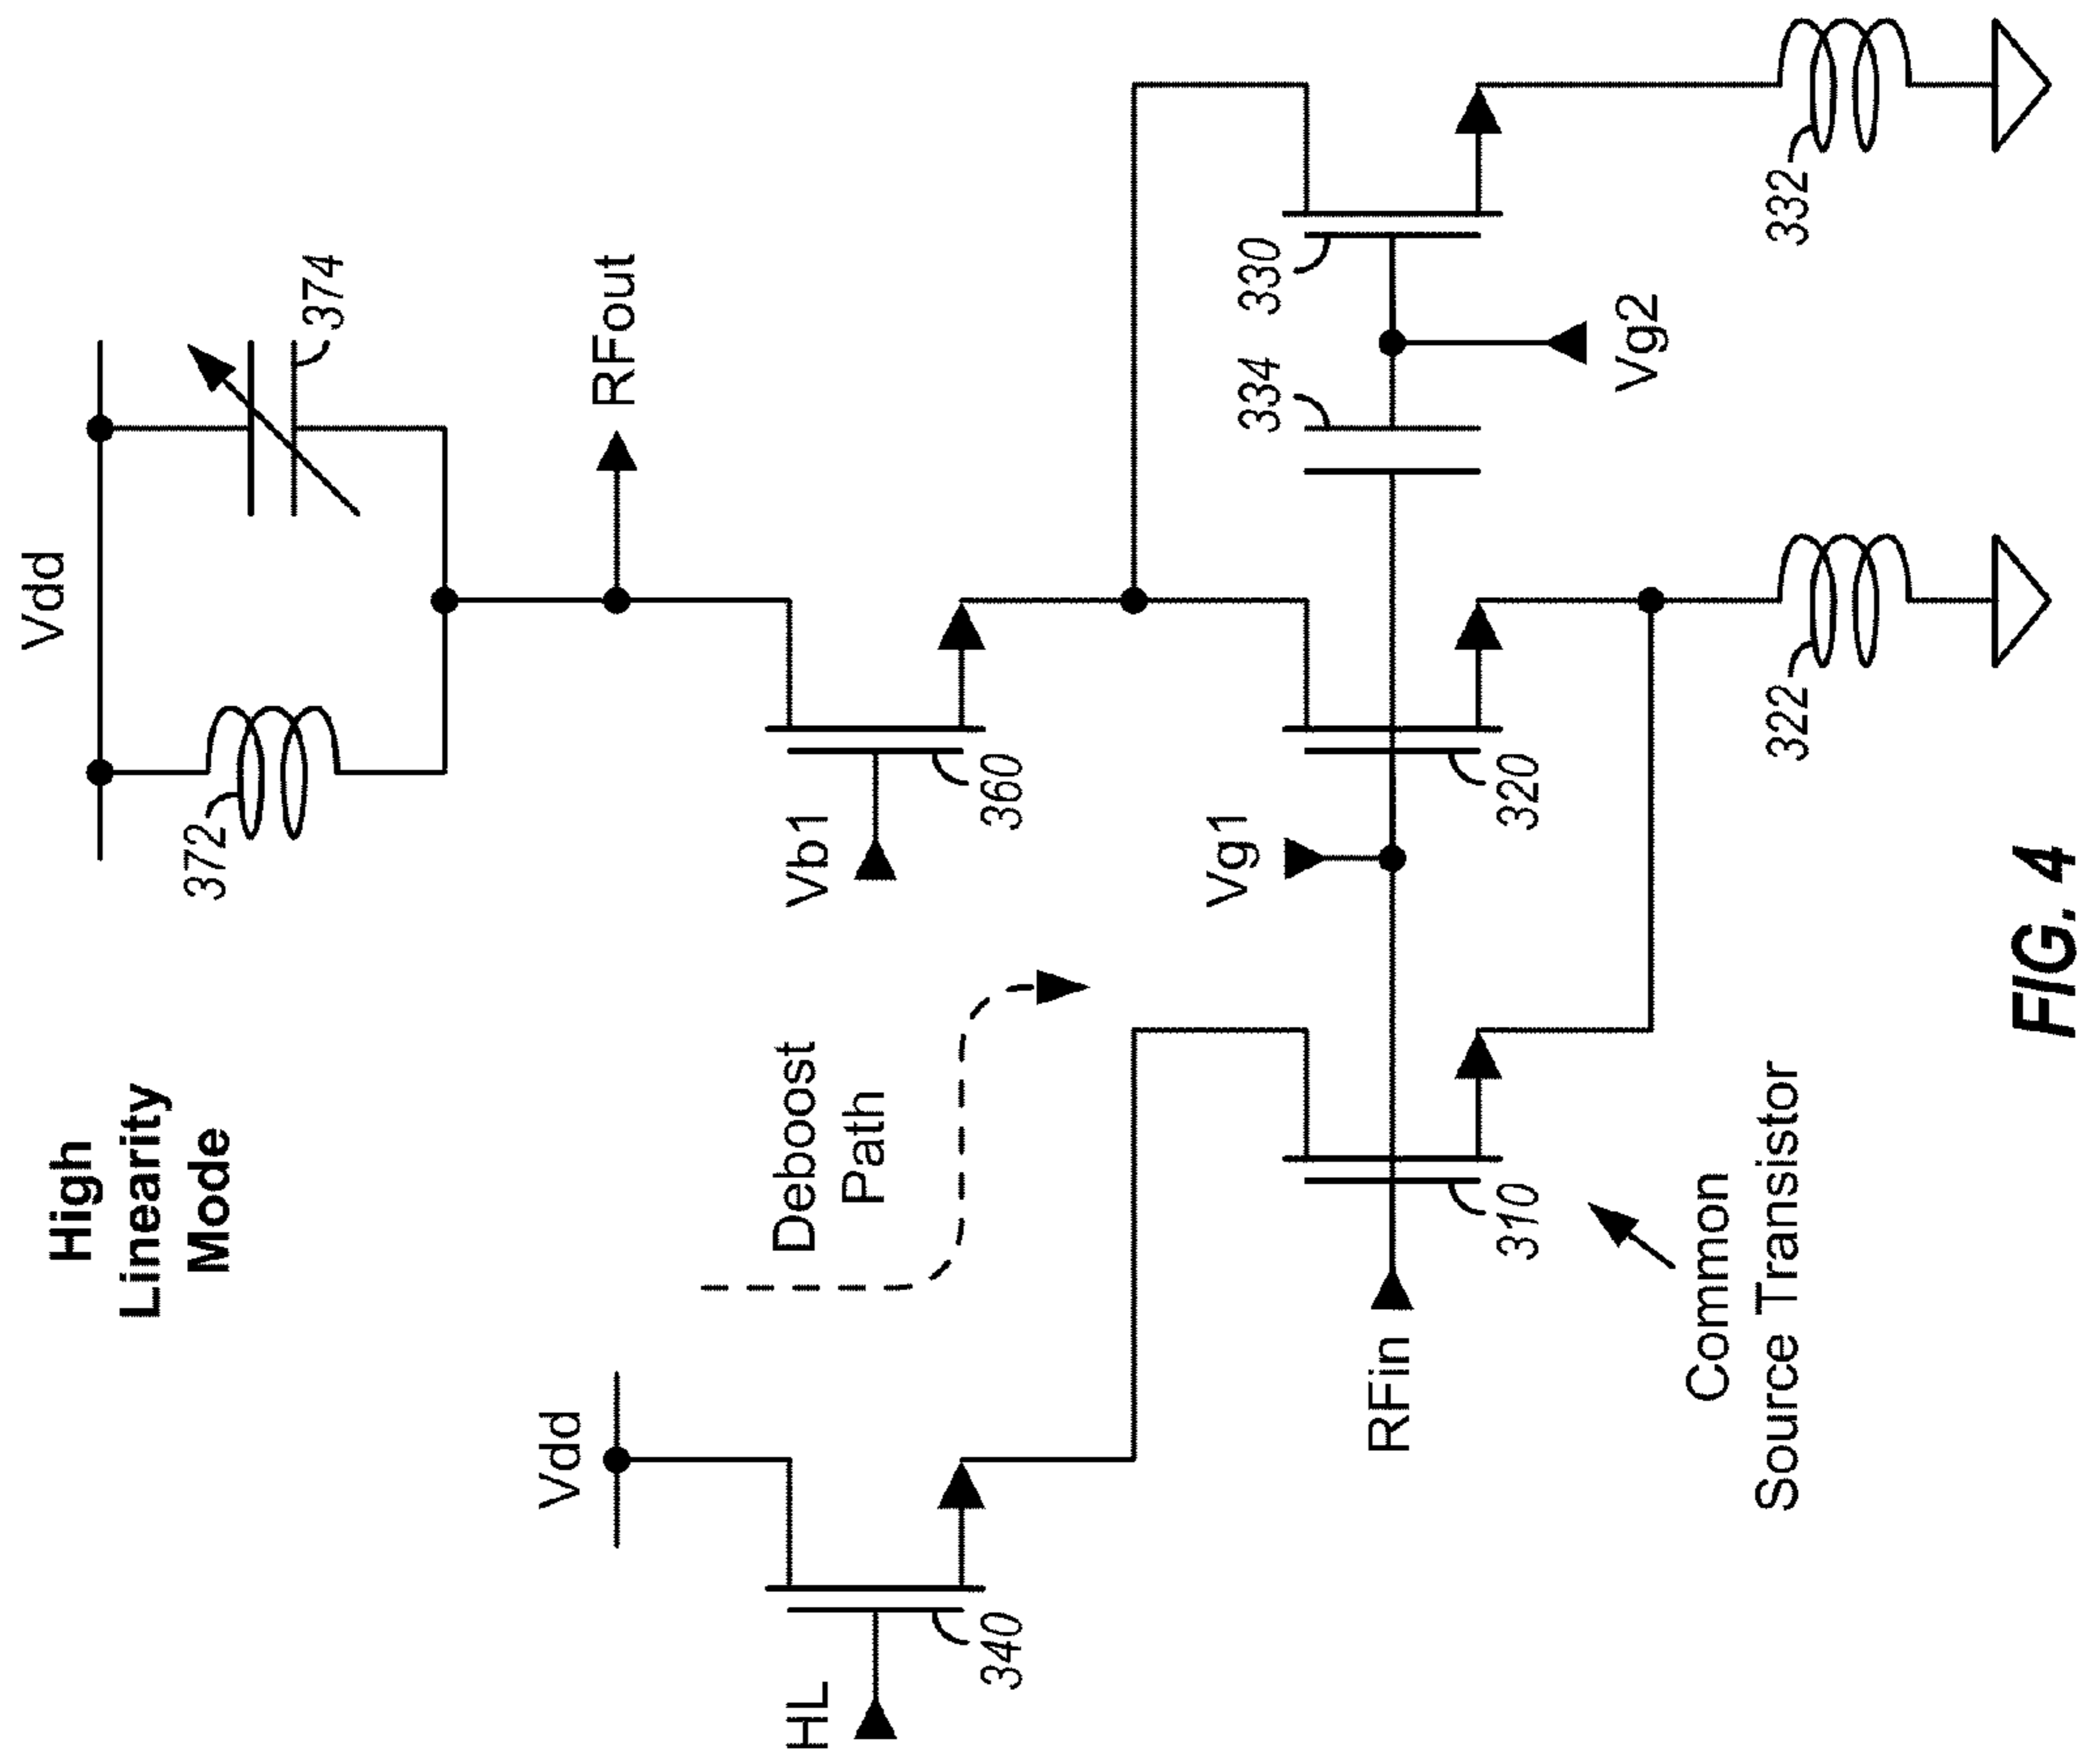 High
Linearity
Mode
Vdd
372
374
RFout
Vdd
HL
340
Deboost
Path
Vb1
360
Vg1
RFin
310
320
334
330
Vg2
Common
Source Transistor
322
332
FIG. 4